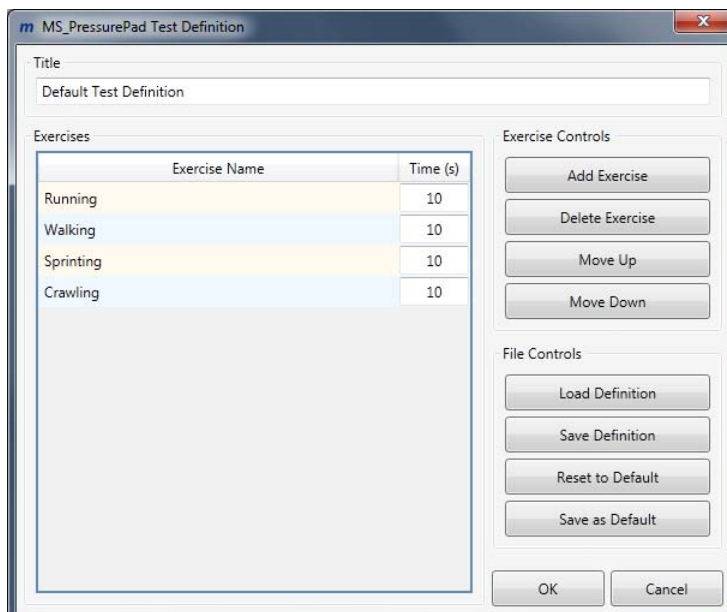 m MS_PressurePad Test Definition
Title
Default Test Definition
Exercises
Exercise Name Time (s)
Running 10
Walking 10
Sprinting 10
Crawling 10
Exercise Controls
Add Exercise
Delete Exercise
Move Up
Move Down
File Controls
Load Definition
Save Definition
Reset to Default
Save as Default
OK Cancel